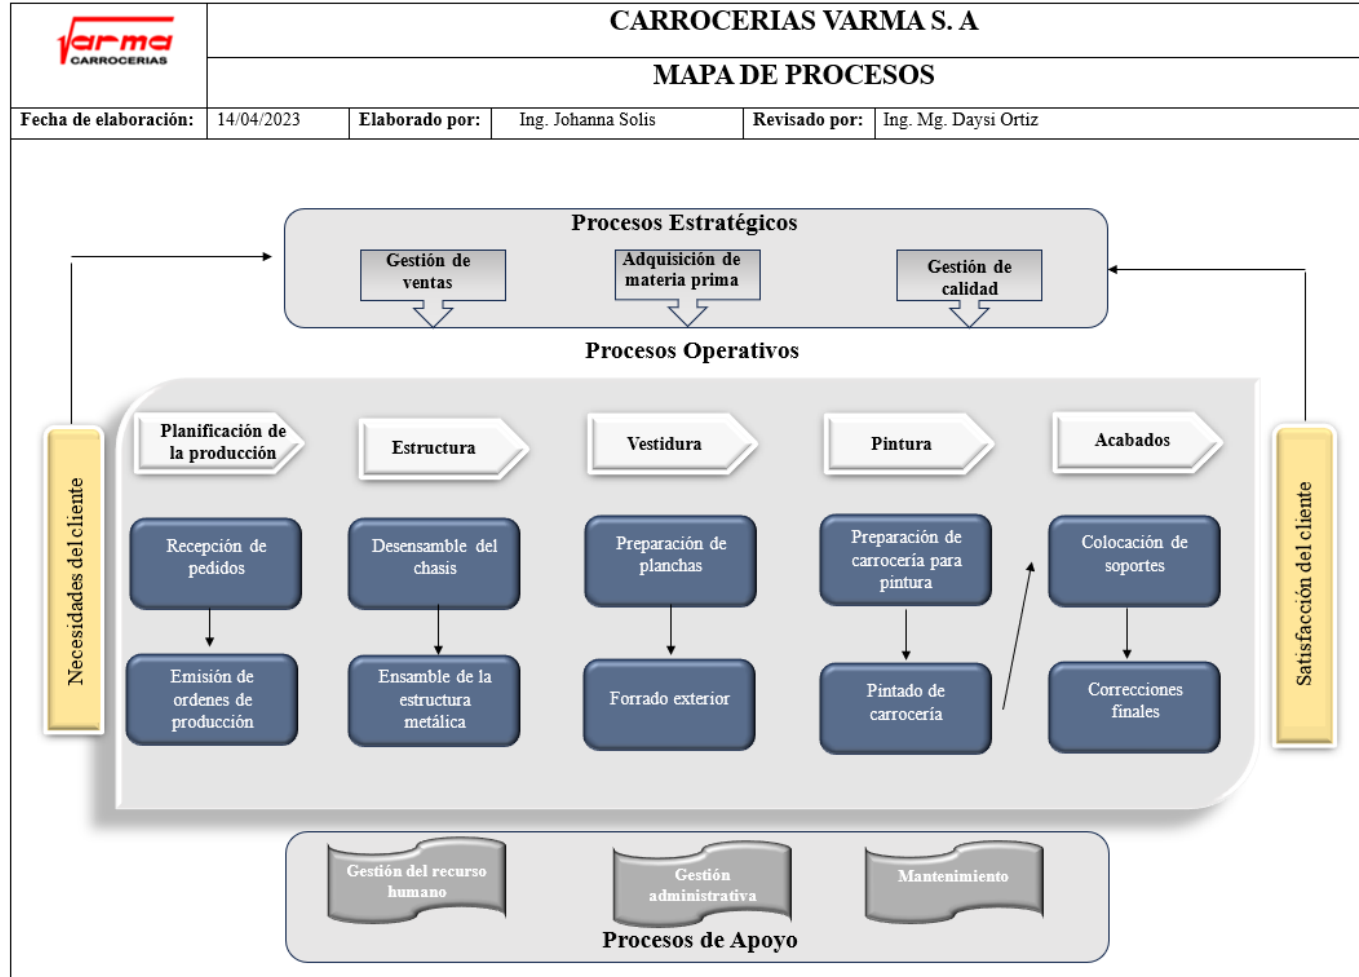 Varma
CARROCERIAS
CARROCERIAS VARMA S. A
MAPA DE PROCESOS
Fecha de elaboración: 14/04/2023 Elaborado por: Ing. Johanna Solis Revisado por: Ing. Mg. Daysi Ortiz
Procesos Estratégicos
Gestión de
ventas
Adquisición de
materia prima
Gestión de
calidad
Procesos Operativos
Necesidades del cliente
Planificación de
la producción
Estructura
Vestidura
Pintura
Acabados
Recepción de
pedidos
Desensamble del
chasis
Preparación de
planchas
Preparación de
carrocería para
pintura
Colocación de
soportes
Emisión de
ordenes de
producción
Ensamble de la
estructura
metálica
Forrado exterior
Pintado de
carrocería
Correcciones
finales
Satisfacción del cliente
Gestión del recurso
humano
Gestión
administrativa
Mantenimiento
Procesos de Apoyo